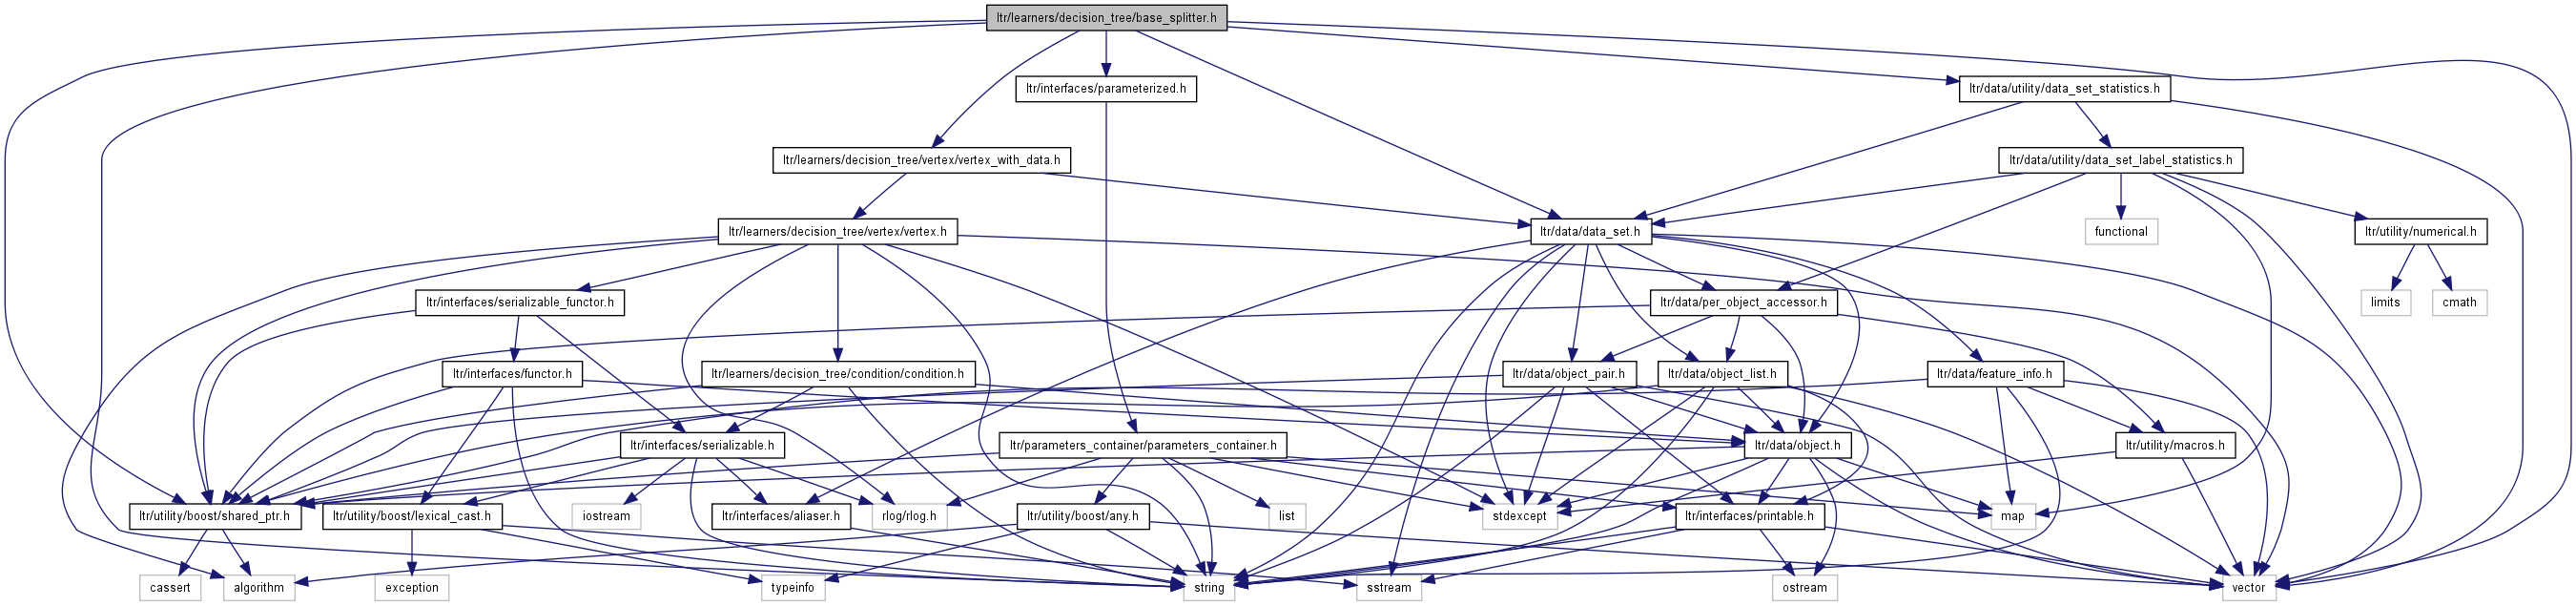 ltr/learners/decision_tree/base_splitter.h
ltr/interfaces/parameterized.h
ltr/data/utility/data_set_statistics.h
ltr/learners/decision_tree/vertex/vertex_with_data.h
ltr/data/utility/data_set_label_statistics.h
ltr/learners/decision_tree/vertex/vertex.h
ltr/data/data_set.h
functional
ltr/utility/numerical.h
ltr/interfaces/serializable_functor.h
ltr/data/per_object_accessor.h
limits
cmath
ltr/interfaces/functor.h
ltr/learners/decision_tree/condition/condition.h
ltr/data/object_pair.h
ltr/data/object_list.h
ltr/data/feature_info.h
ltr/interfaces/serializable.h
ltr/parameters_container/parameters_container.h
ltr/data/object.h
ltr/utility/macros.h
ltr/utility/boost/shared_ptr.h
ltr/utility/boost/lexical_cast.h
iostream
ltr/interfaces/aliaser.h
rlog/rlog.h
ltr/utility/boost/any.h
list
stdexcept
ltr/interfaces/printable.h
map
cassert
algorithm
exception
typeinfo
string
sstream
ostream
vector